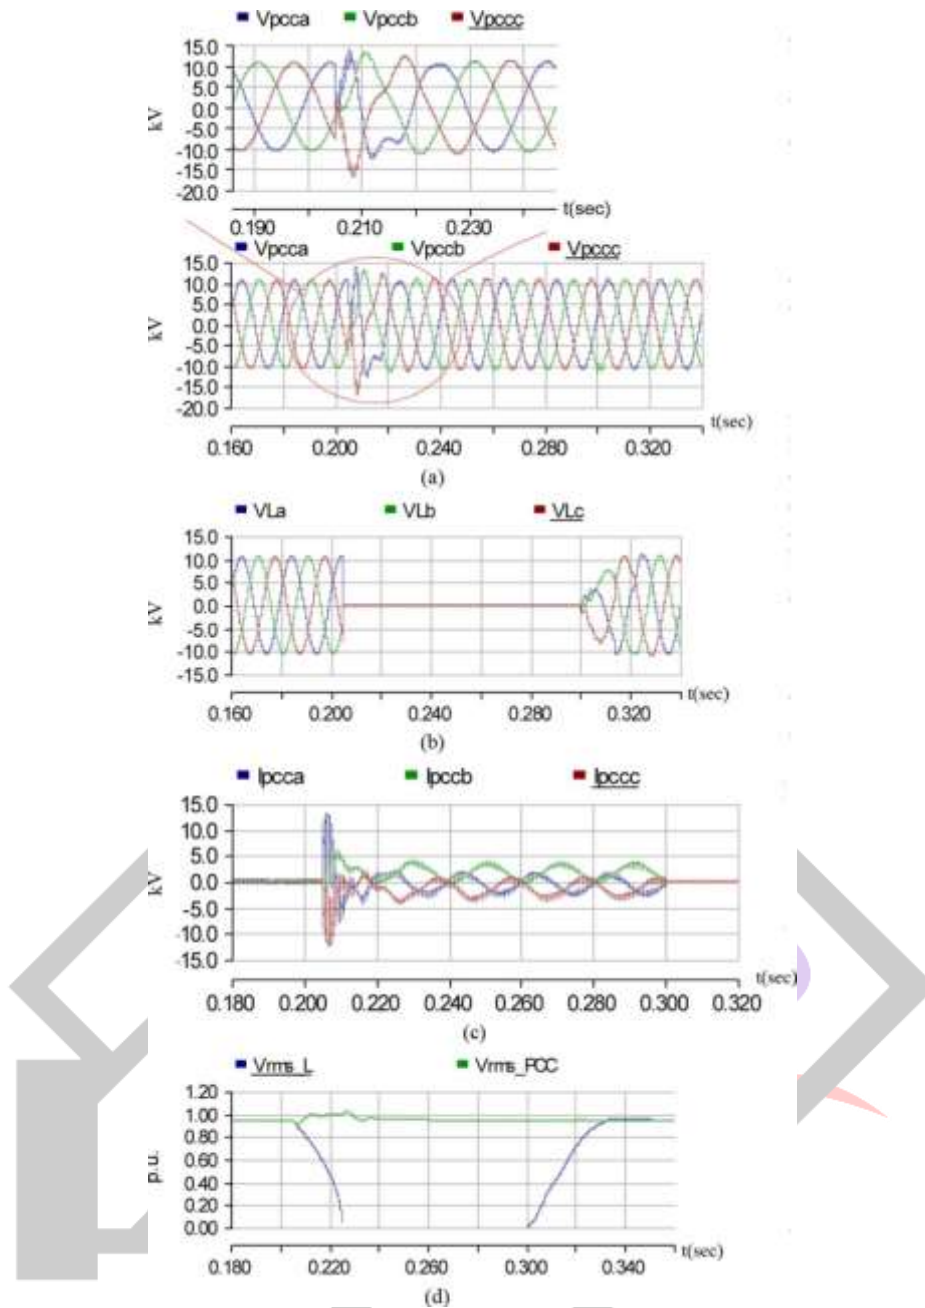 Vpcca Vpccb Vpccc
15.0
10.0
5.0
0.0
-5.0
-10.0
-15.0
-20.0
kV
t(sec)
0.190 0.210 0.230
Vpcca Vpccb Vpccc
15.0
10.0
5.0
0.0
-5.0
-10.0
-15.0
-20.0
kV
t(sec)
0.160 0.200 0.240 0.280 0.320
(a)
VLa VLb VLc
15.0
10.0
5.0
0.0
-5.0
-10.0
-15.0
kV
t(sec)
0.160 0.200 0.240 0.280 0.320
(b)
Ipcca Ipccb Ipccc
15.0
10.0
5.0
0.0
-5.0
-10.0
-15.0
kV
t(sec)
0.180 0.200 0.220 0.240 0.260 0.280 0.300 0.320
(c)
Vrms_L Vrms_PCC
1.20
1.00
0.80
0.60
0.40
0.20
0.00
p.u.
t(sec)
0.180 0.220 0.260 0.300 0.340
(d)